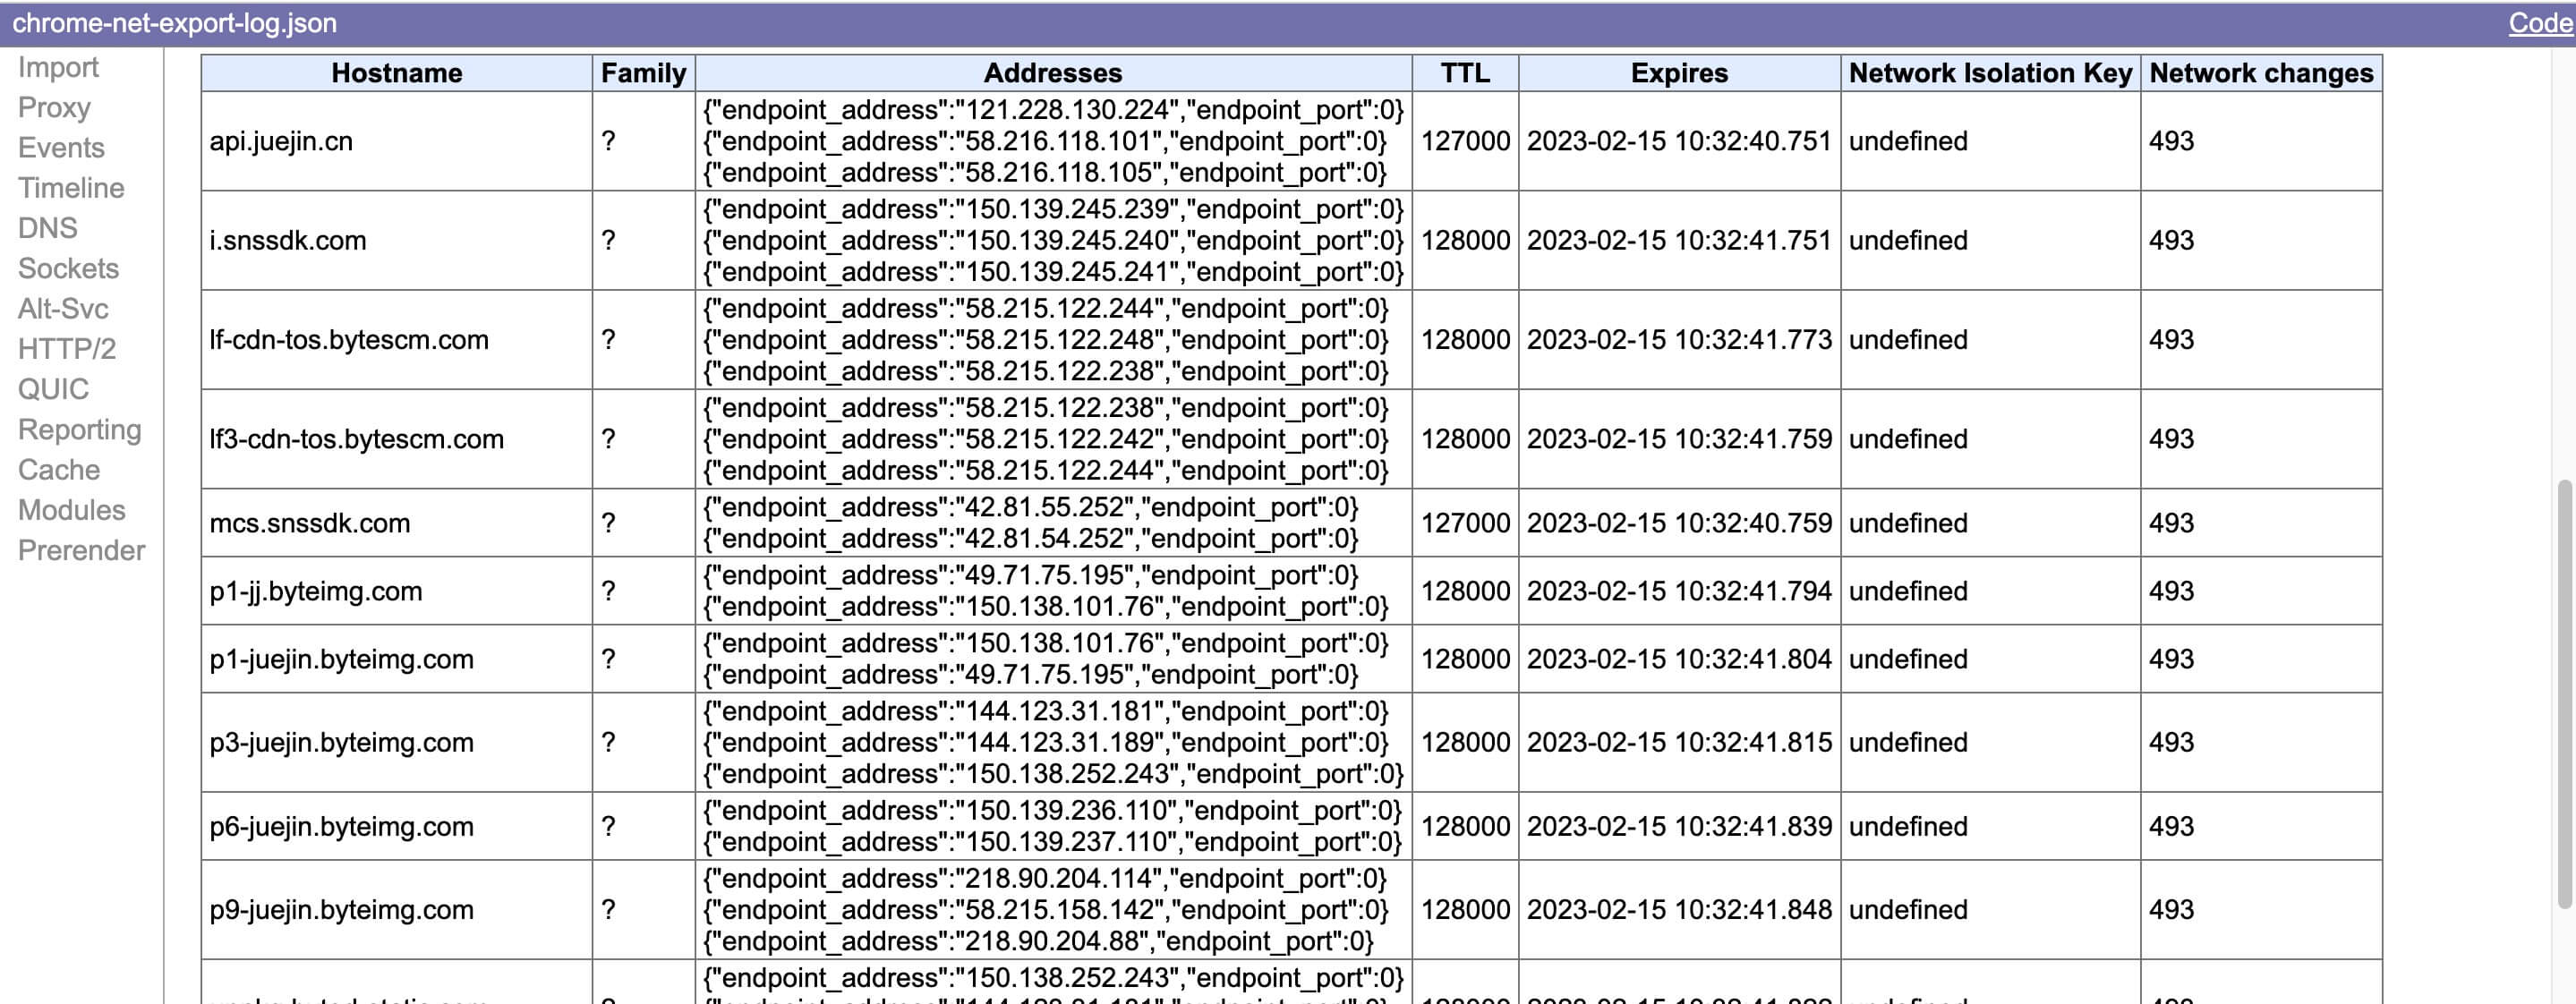 chrome-net-export-log.json Code
Import
Proxy
Events
Timeline
DNS
Sockets
Alt-Svc
HTTP/2
QUIC
Reporting
Cache
Modules
Prerender
Hostname Family Addresses TTL Expires Network Isolation Key Network changes
{"endpoint_address":"121.228.130.224","endpoint_port":0}
api.juejin.cn ? {"endpoint_address":"58.216.118.101","endpoint_port":0} 127000 2023-02-15 10:32:40.751 undefined 493
{"endpoint_address":"58.216.118.105","endpoint_port":0}
{"endpoint_address":"150.139.245.239","endpoint_port":0}
i.snssdk.com ? {"endpoint_address":"150.139.245.240","endpoint_port":0} 128000 2023-02-15 10:32:41.751 undefined 493
{"endpoint_address":"150.139.245.241","endpoint_port":0}
{"endpoint_address":"58.215.122.244","endpoint_port":0}
lf-cdn-tos.bytescm.com ? {"endpoint_address":"58.215.122.248","endpoint_port":0} 128000 2023-02-15 10:32:41.773 undefined 493
{"endpoint_address":"58.215.122.238","endpoint_port":0}
{"endpoint_address":"58.215.122.238","endpoint_port":0}
lf3-cdn-tos.bytescm.com ? {"endpoint_address":"58.215.122.242","endpoint_port":0} 128000 2023-02-15 10:32:41.759 undefined 493
{"endpoint_address":"58.215.122.244","endpoint_port":0}
{"endpoint_address":"42.81.55.252","endpoint_port":0}
mcs.snssdk.com ? 127000 2023-02-15 10:32:40.759 undefined 493
{"endpoint_address":"42.81.54.252","endpoint_port":0}
{"endpoint_address":"49.71.75.195","endpoint_port":0}
p1-jj.byteimg.com ? 128000 2023-02-15 10:32:41.794 undefined 493
{"endpoint_address":"150.138.101.76","endpoint_port":0}
{"endpoint_address":"150.138.101.76","endpoint_port":0}
p1-juejin.byteimg.com ? 128000 2023-02-15 10:32:41.804 undefined 493
{"endpoint_address":"49.71.75.195","endpoint_port":0}
{"endpoint_address":"144.123.31.181","endpoint_port":0}
p3-juejin.byteimg.com ? {"endpoint_address":"144.123.31.189","endpoint_port":0} 128000 2023-02-15 10:32:41.815 undefined 493
{"endpoint_address":"150.138.252.243","endpoint_port":0}
{"endpoint_address":"150.139.236.110","endpoint_port":0}
p6-juejin.byteimg.com ? 128000 2023-02-15 10:32:41.839 undefined 493
{"endpoint_address":"150.139.237.110","endpoint_port":0}
{"endpoint_address":"218.90.204.114","endpoint_port":0}
p9-juejin.byteimg.com ? {"endpoint_address":"58.215.158.142","endpoint_port":0} 128000 2023-02-15 10:32:41.848 undefined 493
{"endpoint_address":"218.90.204.88","endpoint_port":0}
{"endpoint_address":"150.138.252.243","endpoint_port":0}